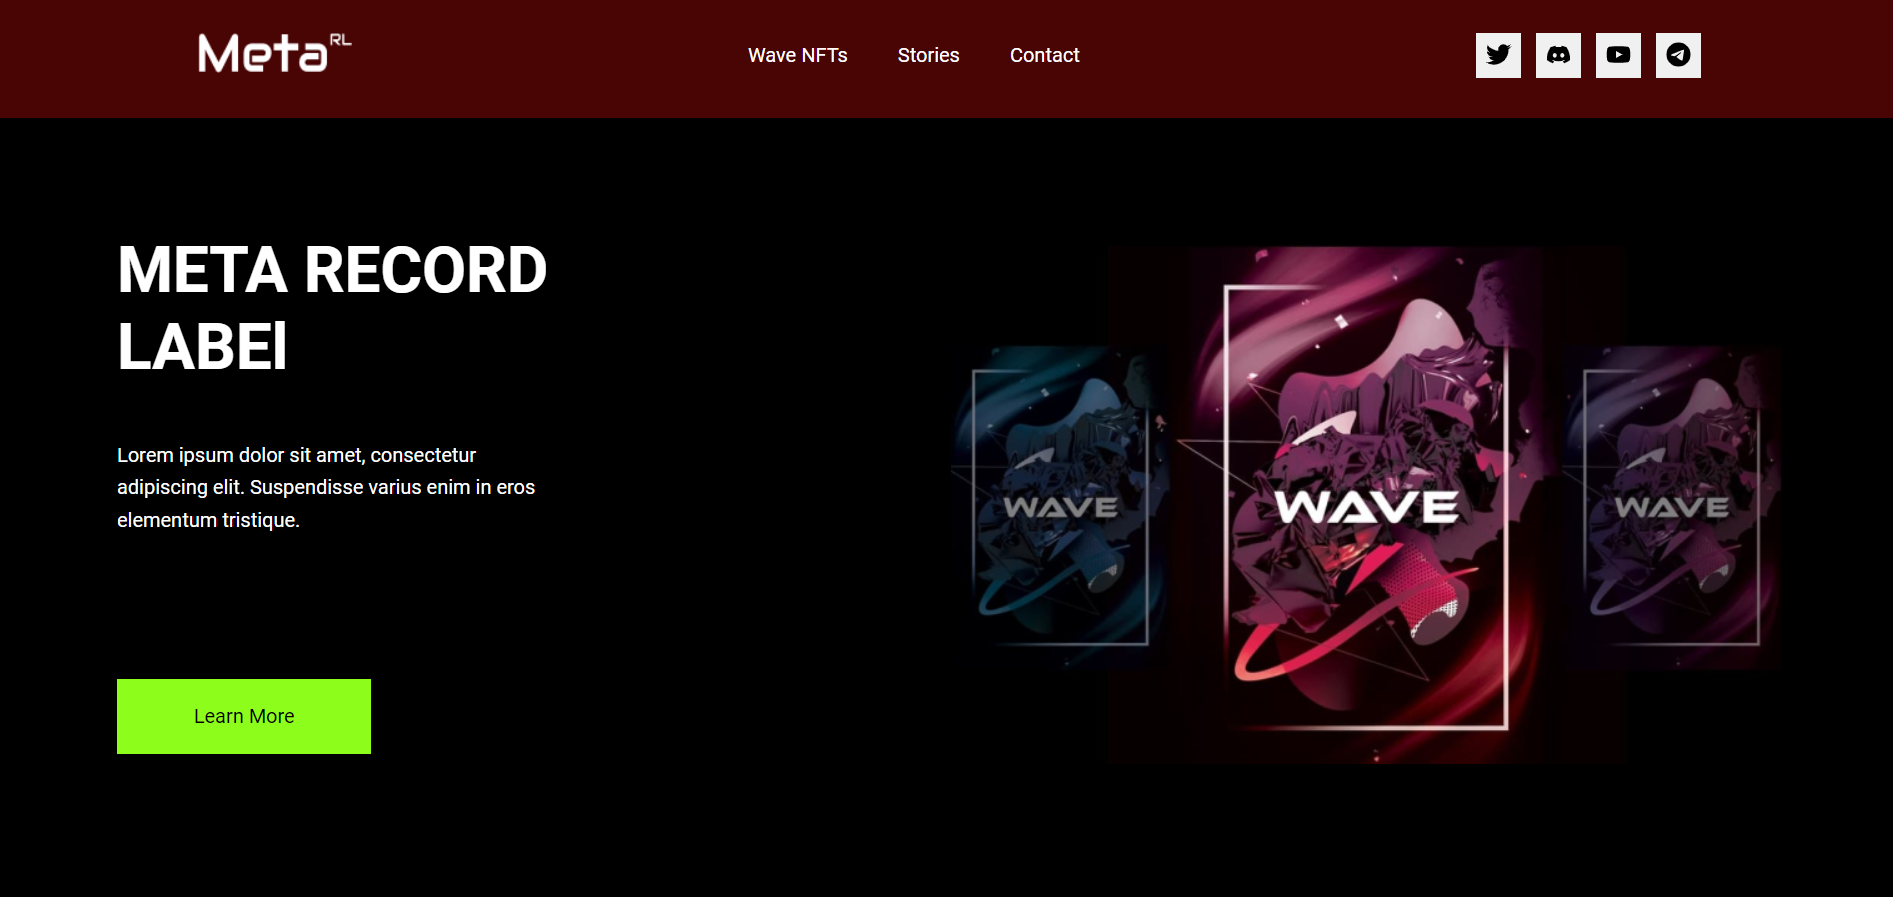 Meta RL
Wave NFTs
Stories
Contact
META RECORD
LABEl
Lorem ipsum dolor sit amet, consectetur
adipiscing elit. Suspendisse varius enim in eros
elementum tristique.
Learn More
WAVE
WAVE
WAVE